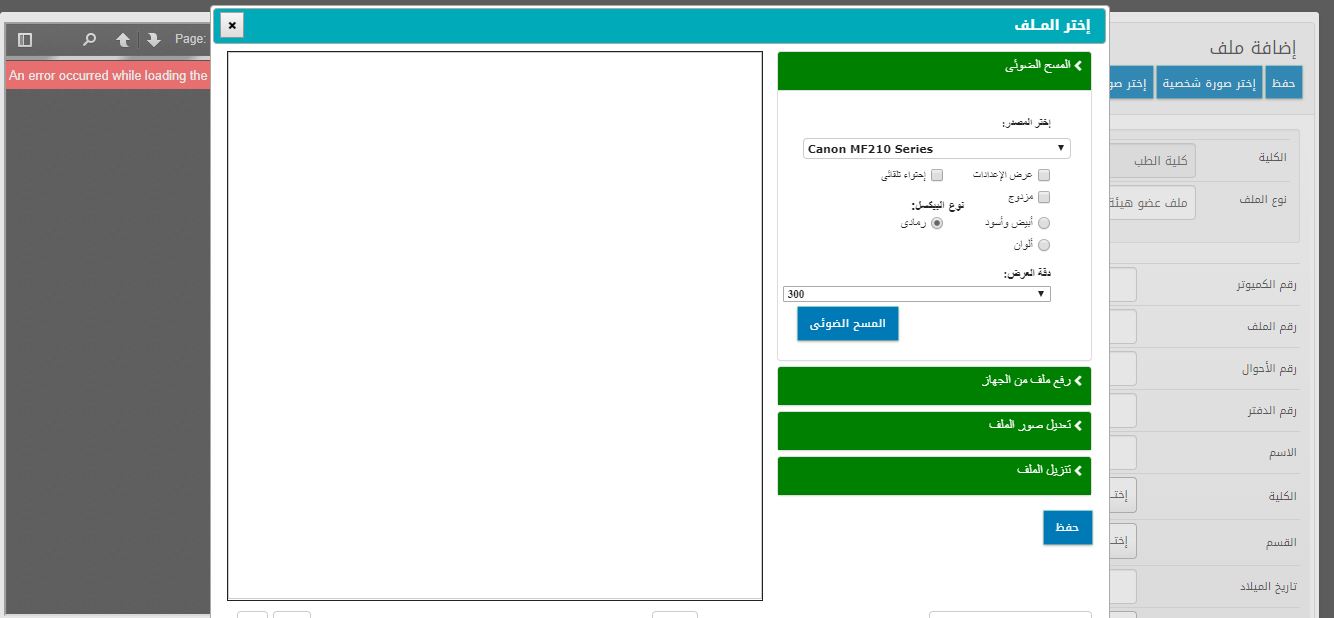 إختر المـلف
×
إضافة ملف
حفظ
إختر صورة شخصية
إختر صو
Page:
An error occurred while loading the
المسح الضوئى
إختر المصدر:
Canon MF210 Series
عرض الإعدادات
إحتواء تلقائى
مزدوج
نوع البيكسل:
أبيض وأسود
رمادى
ألوان
دقة العرض:
300
المسح الضوئى
رفع ملف من الجهاز
تعديل صور الملف
تنزيل الملف
حفظ
الكلية
كلية الطب
نوع الملف
ملف عضو هيئة
رقم الكمبوتر
رقم الملف
رقم الأحوال
رقم الدفتر
الاسم
الكلية
إختـ
القسم
إختـ
تاريخ الميلاد